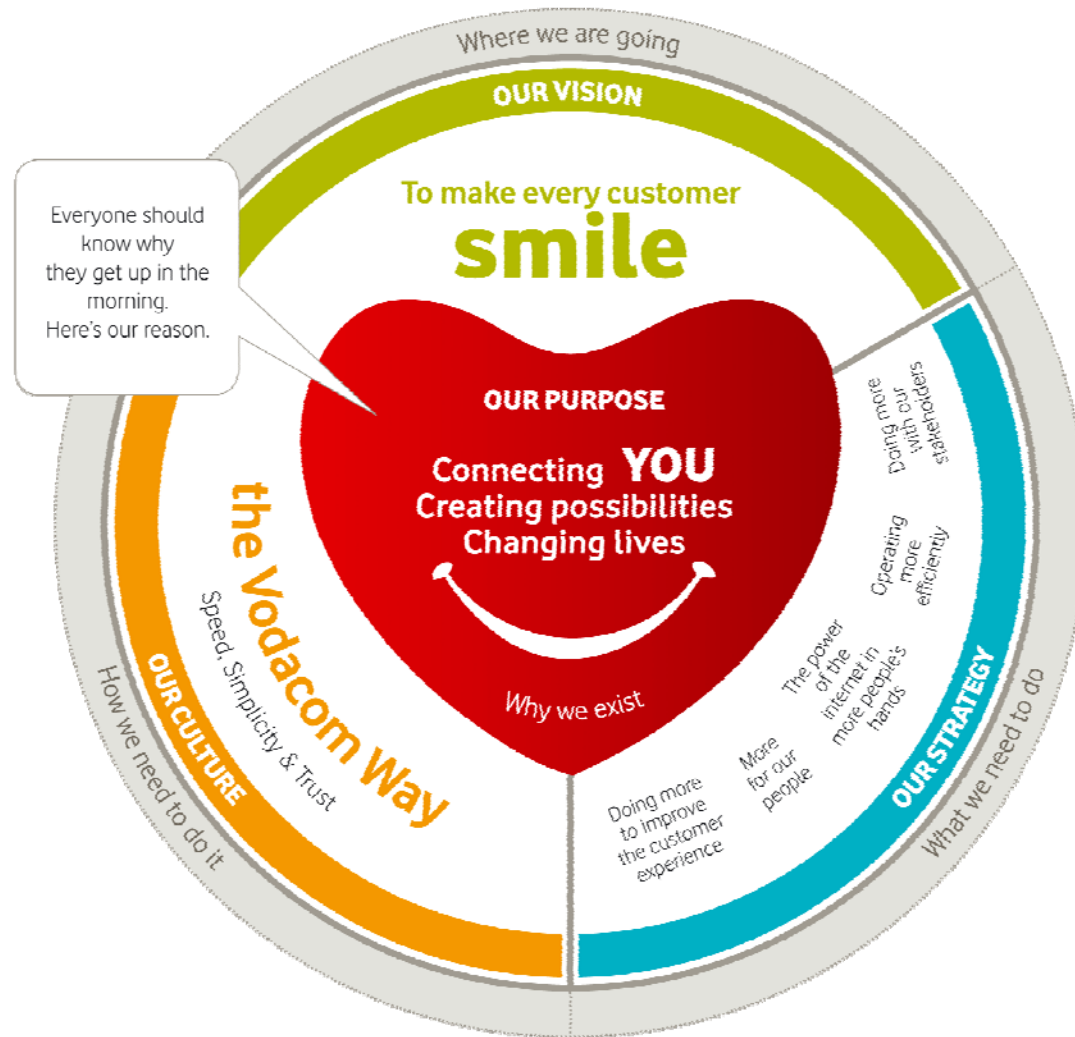 Where we are going
OUR VISION
To make every customer
smile
Everyone should
know why
they get up in the
morning.
Here's our reason.
OUR PURPOSE
Connecting YOU
Creating possibilities
Changing lives
Why we exist
Doing more
with our
stakeholders
Operating
more
efficiently
The power
of the
internet in
more people's
hands
More
for our
people
Doing more
to improve
the customer
experience
OUR STRATEGY
What we need to do
the Vodacom Way
Speed, Simplicity & Trust
OUR CULTURE
How we need to do it